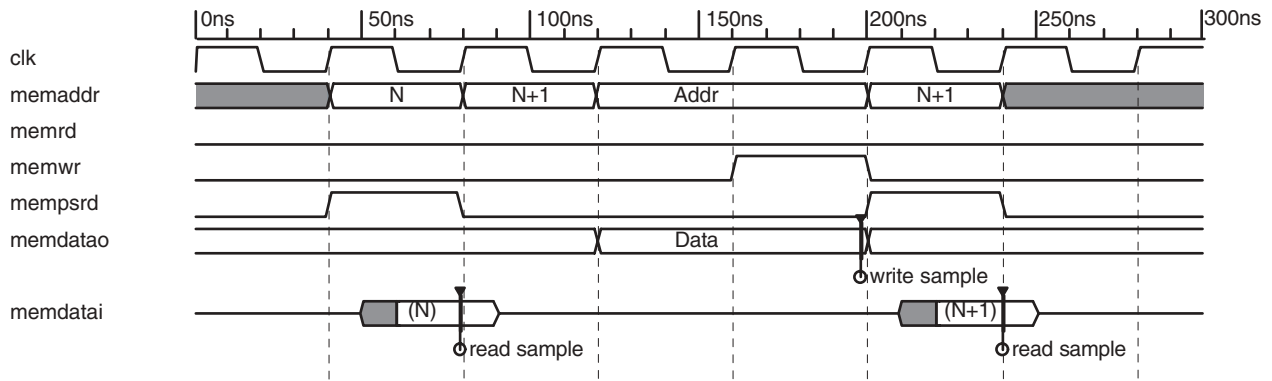 0ns 50ns 100ns 150ns 200ns 250ns 300ns
clk
memaddr N N+1 Addr N+1
memrd
memwr
mempsrd
memdatao Data
write sample
memdatai (N) (N+1)
read sample read sample